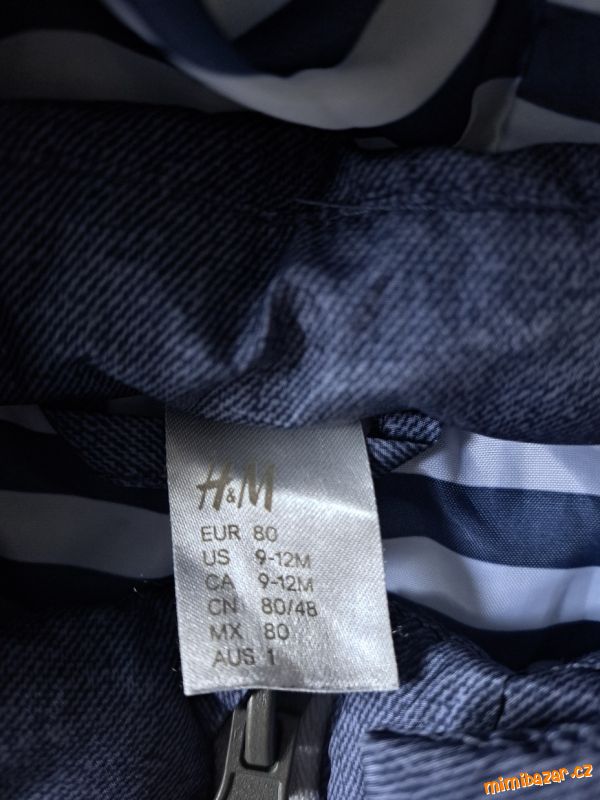 H&M
EUR 80
US 9-12M
CA 9-12M
CN 80/48
MX 80
AUS 1
mimibazar.cz